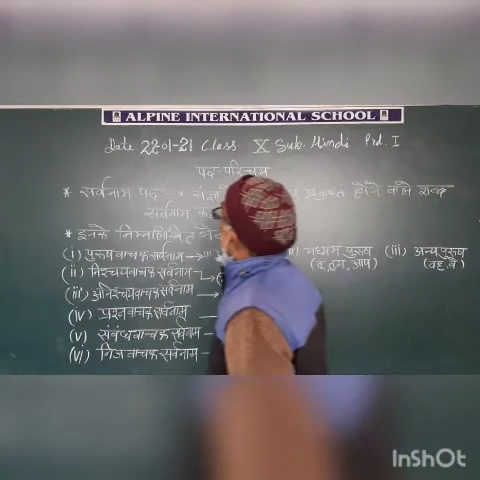 ALPINE INTERNATIONAL SCHOOL
Date 22-01-21 Class. X Sub. Hindi Prd. I
पद-परिचय
* सर्वनाम पद होने वाले शब्द
सर्वनाम
* इनके निम्नलिखित
(i) पुरुषवाचक सर्वनाम मध्यम पुरुष (iii) अन्यपुरुष
(तू, तुम, आप) (वह, वे)
(ii) निश्चयवाचक सर्वनाम
(iii) अनिश्चयवाचक सर्वनाम
(iv) प्रश्नवाचक सर्वनाम
(v) संबंधवाचक सर्वनाम
(vi) निजवाचक सर्वनाम
InShOt